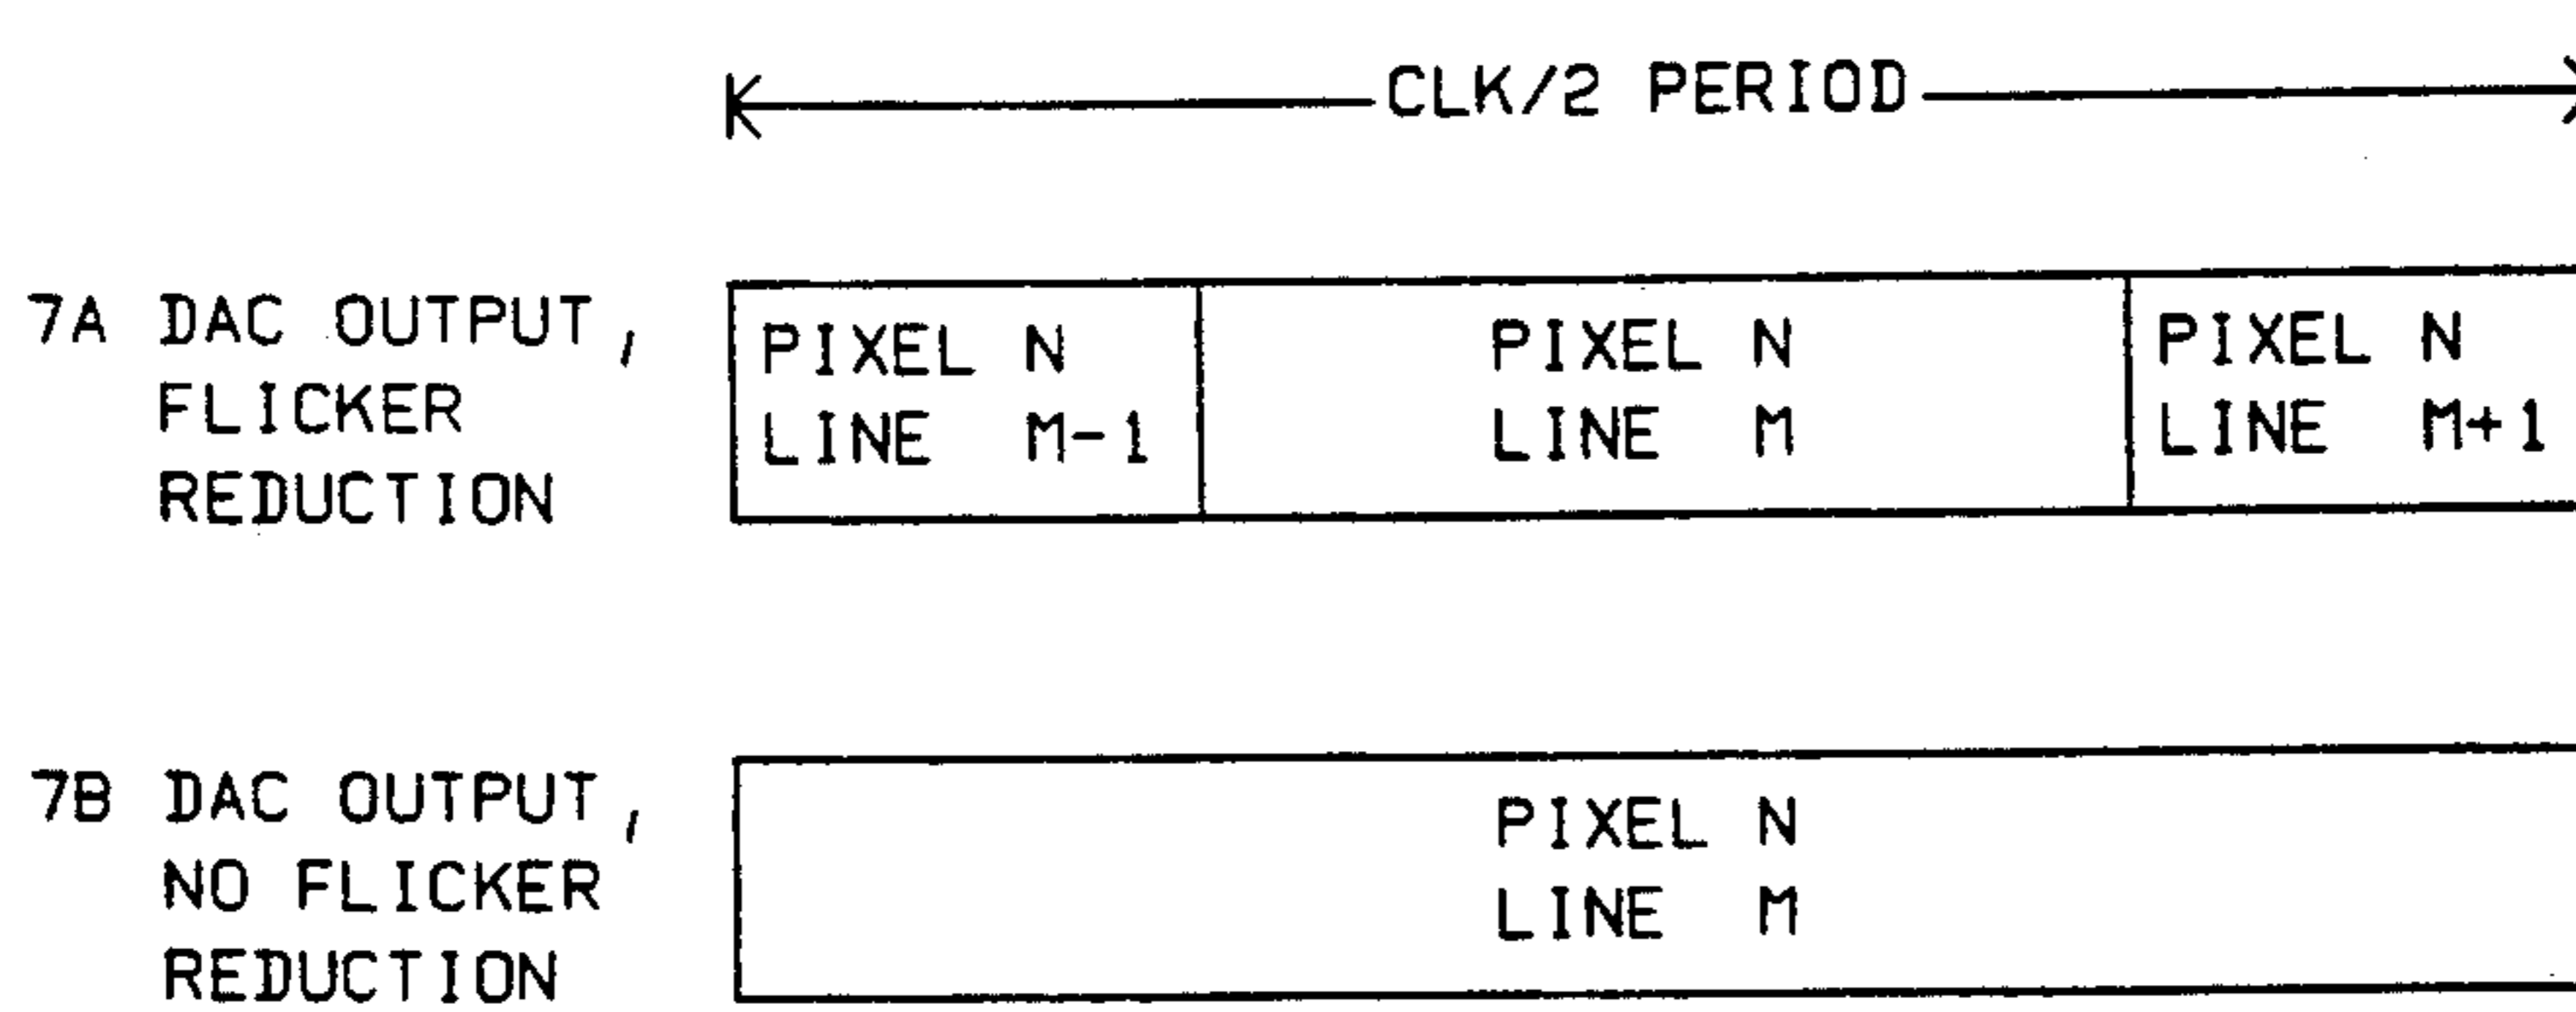 CLK/2 PERIOD
7A DAC OUTPUT,
FLICKER
REDUCTION
PIXEL N
LINE M-1
PIXEL N
LINE M
PIXEL N
LINE M+1
7B DAC OUTPUT,
NO FLICKER
REDUCTION
PIXEL N
LINE M